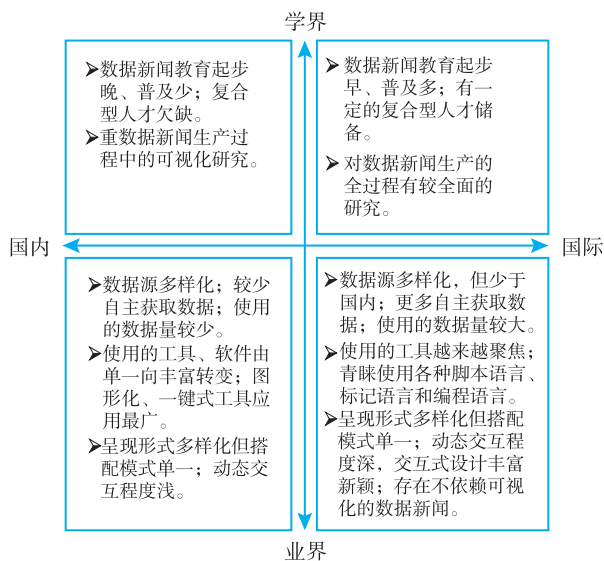 学界
➤数据新闻教育起步
晚、普及少；复合
型人才欠缺。
➤重数据新闻生产过
程中的可视化研究。
➤数据新闻教育起步
早、普及多；有一
定的复合型人才储
备。
➤对数据新闻生产的
全过程有较全面的
研究。
国内
国际
➤数据源多样化；较少
自主获取数据；使用
的数据量较少。
➤使用的工具、软件由
单一向丰富转变；图
形化、一键式工具应
用最广。
➤呈现形式多样化但搭
配模式单一；动态交
互程度浅。
➤数据源多样化，但少于
国内；更多自主获取数
据；使用的数据量较大。
➤使用的工具越来越聚焦；
青睐使用各种脚本语言、
标记语言和编程语言。
➤呈现形式多样化但搭配
模式单一；动态交互程
度深，交互式设计丰富
新颖；存在不依赖可视
化的数据新闻。
业界